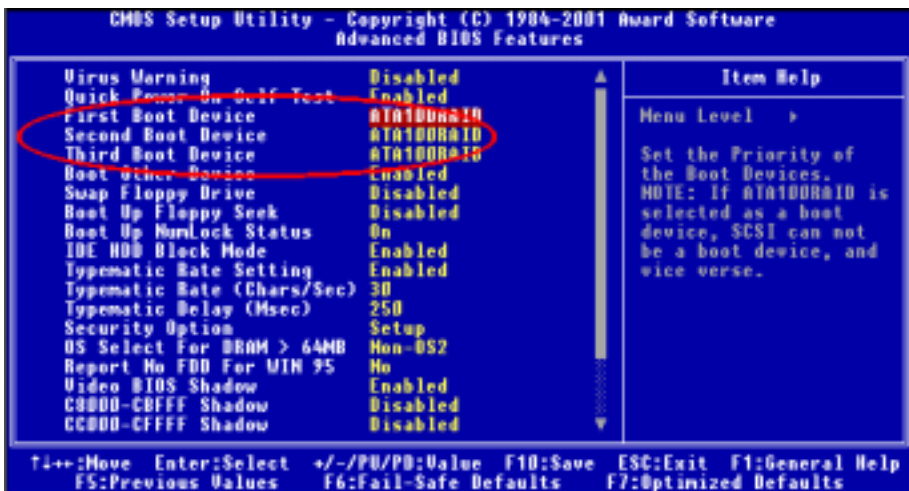 CMOS Setup Utility - Copyright (C) 1984-2001 Award Software
Advanced BIOS Features
Virus Warning Disabled
Quick Power On Self Test Enabled
First Boot Device ATA100RAID
Second Boot Device ATA100RAID
Third Boot Device ATA100RAID
Boot Other Device Enabled
Swap Floppy Drive Disabled
Boot Up Floppy Seek Disabled
Boot Up NumLock Status On
IDE HDD Block Mode Enabled
Typematic Rate Setting Enabled
Typematic Rate (Chars/Sec) 30
Typematic Delay (Msec) 250
Security Option Setup
OS Select For DRAM > 64MB Non-OS2
Report No FDD For WIN 95 No
Video BIOS Shadow Enabled
C8000-CBFFF Shadow Disabled
CC000-CFFFF Shadow Disabled
Item Help
Menu Level ▸
Set the Priority of
the Boot Devices.
NOTE: If ATA100RAID is
selected as a boot
device, SCSI can not
be a boot device, and
vice verse.
↑↓→←:Move Enter:Select +/-/PU/PD:Value F10:Save ESC:Exit F1:General Help
F5:Previous Values F6:Fail-Safe Defaults F7:Optimized Defaults